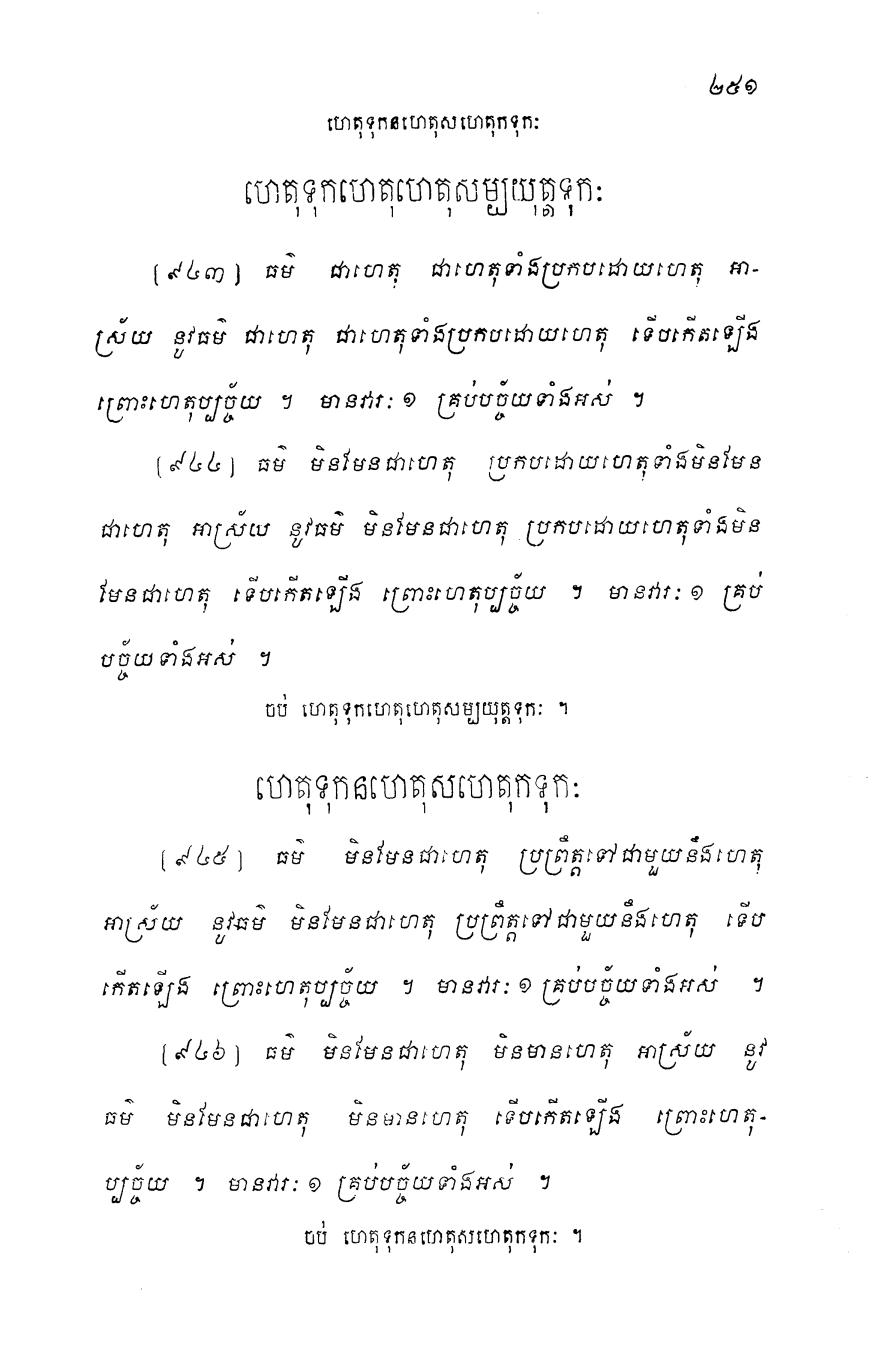 ២៥១
ហេតុទុកនហេតុសហេតុកទុកៈ
ហេតុទុកហេតុហេតុសម្បយុត្តទុកៈ
[៩៤៣] ធម៌ ជាហេតុ ជាហេតុទាំងប្រកបដោយហេតុ អា-
ស្រ័យ នូវធម៌ ជាហេតុ ជាហេតុទាំងប្រកបដោយហេតុ ទើបកើតឡើង
ព្រោះហេតុប្បច្ច័យ ។ មានវារៈ ១ គ្រប់បច្ច័យទាំងអស់ ។
[៩៤៤] ធម៌ មិនមែនជាហេតុ ប្រកបដោយហេតុទាំងមិនមែន
ជាហេតុ អាស្រ័យ នូវធម៌ មិនមែនជាហេតុ ប្រកបដោយហេតុទាំងមិន
មែនជាហេតុ ទើបកើតឡើង ព្រោះហេតុប្បច្ច័យ ។ មានវារៈ ១ គ្រប់
បច្ច័យទាំងអស់ ។
ចប់ ហេតុទុកហេតុហេតុសម្បយុត្តទុកៈ ។
ហេតុទុកនហេតុសហេតុកទុកៈ
[៩៤៥] ធម៌ មិនមែនជាហេតុ ប្រព្រឹត្តទៅជាមួយនឹងហេតុ
អាស្រ័យ នូវធម៌ មិនមែនជាហេតុ ប្រព្រឹត្តទៅជាមួយនឹងហេតុ ទើប
កើតឡើង ព្រោះហេតុប្បច្ច័យ ។ មានវារៈ ១ គ្រប់បច្ច័យទាំងអស់ ។
[៩៤៦] ធម៌ មិនមែនជាហេតុ មិនមានហេតុ អាស្រ័យ នូវ
ធម៌ មិនមែនជាហេតុ មិនមានហេតុ ទើបកើតឡើង ព្រោះហេតុ-
ប្បច្ច័យ ។ មានវារៈ ១ គ្រប់បច្ច័យទាំងអស់ ។
ចប់ ហេតុទុកនហេតុសហេតុកទុកៈ ។